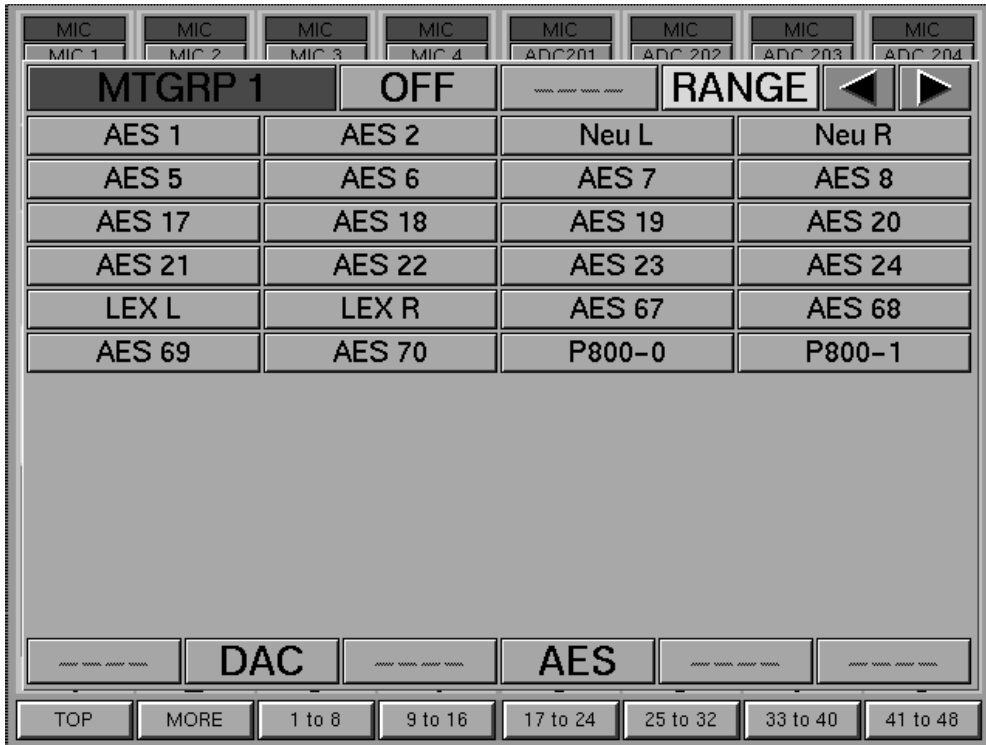 MIC MIC MIC MIC MIC MIC MIC MIC
MIC 1 MIC 2 MIC 3 MIC 4 ADC201 ADC 202 ADC 203 ADC 204
MTGRP 1 OFF RANGE
AES 1 AES 2 Neu L Neu R
AES 5 AES 6 AES 7 AES 8
AES 17 AES 18 AES 19 AES 20
AES 21 AES 22 AES 23 AES 24
LEX L LEX R AES 67 AES 68
AES 69 AES 70 P800-0 P800-1
DAC AES
TOP MORE 1 to 8 9 to 16 17 to 24 25 to 32 33 to 40 41 to 48